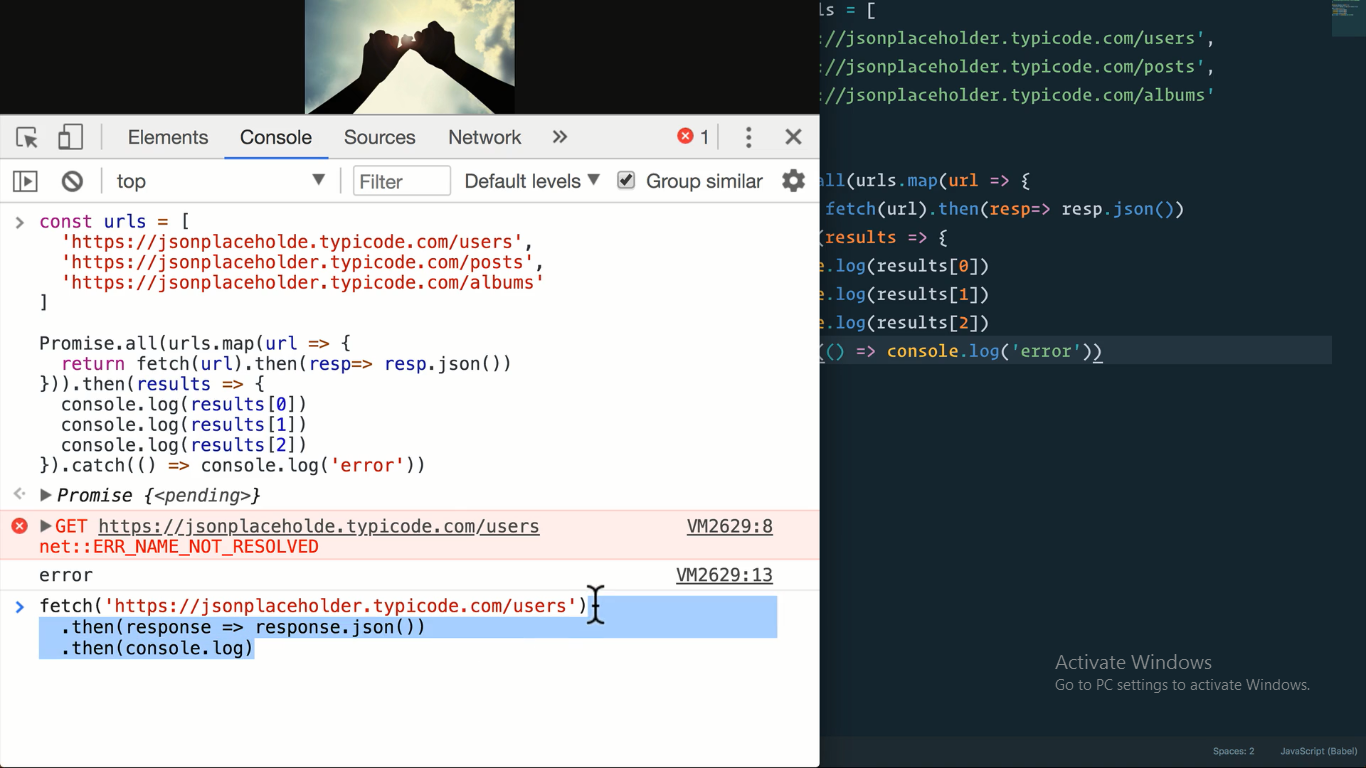 Elements Console Sources Network » 1
top Filter Default levels Group similar
const urls = [
'https://jsonplaceholde.typicode.com/users',
'https://jsonplaceholder.typicode.com/posts',
'https://jsonplaceholder.typicode.com/albums'
]
Promise.all(urls.map(url => {
return fetch(url).then(resp=> resp.json())
})).then(results => {
console.log(results[0])
console.log(results[1])
console.log(results[2])
}).catch(() => console.log('error'))
Promise {<pending>}
GET https://jsonplaceholde.typicode.com/users VM2629:8
net::ERR_NAME_NOT_RESOLVED
error VM2629:13
fetch('https://jsonplaceholder.typicode.com/users')
.then(response => response.json())
.then(console.log)
ls = [
://jsonplaceholder.typicode.com/users',
://jsonplaceholder.typicode.com/posts',
://jsonplaceholder.typicode.com/albums'
all(urls.map(url => {
fetch(url).then(resp=> resp.json())
(results => {
e.log(results[0])
e.log(results[1])
e.log(results[2])
(() => console.log('error'))
Activate Windows
Go to PC settings to activate Windows.
Spaces: 2 JavaScript (Babel)